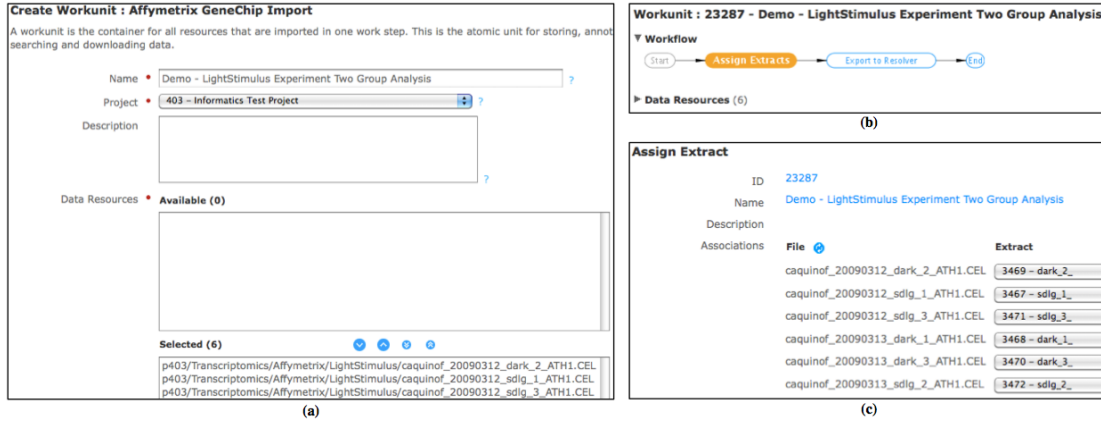 Create Workunit : Affymetrix GeneChip Import
A workunit is the container for all resources that are imported in one work step. This is the atomic unit for storing, annot
searching and downloading data.
Name • Demo - LightStimulus Experiment Two Group Analysis ?
Project • 403 - Informatics Test Project ?
Description
?
Data Resources • Available (0)
Selected (6)
p403/Transcriptomics/Affymetrix/LightStimulus/caquinof_20090312_dark_2_ATH1.CEL
p403/Transcriptomics/Affymetrix/LightStimulus/caquinof_20090312_sdlg_1_ATH1.CEL
p403/Transcriptomics/Affymetrix/LightStimulus/caquinof_20090312_sdlg_3_ATH1.CEL
(a)
Workunit : 23287 - Demo - LightStimulus Experiment Two Group Analysis
Workflow
Start Assign Extracts Export to Resolver End
Data Resources (6)
(b)
Assign Extract
ID 23287
Name Demo - LightStimulus Experiment Two Group Analysis
Description
Associations File Extract
caquinof_20090312_dark_2_ATH1.CEL 3469 - dark_2_
caquinof_20090312_sdlg_1_ATH1.CEL 3467 - sdlg_1_
caquinof_20090312_sdlg_3_ATH1.CEL 3471 - sdlg_3_
caquinof_20090313_dark_1_ATH1.CEL 3468 - dark_1_
caquinof_20090313_dark_3_ATH1.CEL 3470 - dark_3_
caquinof_20090313_sdlg_2_ATH1.CEL 3472 - sdlg_2_
(c)